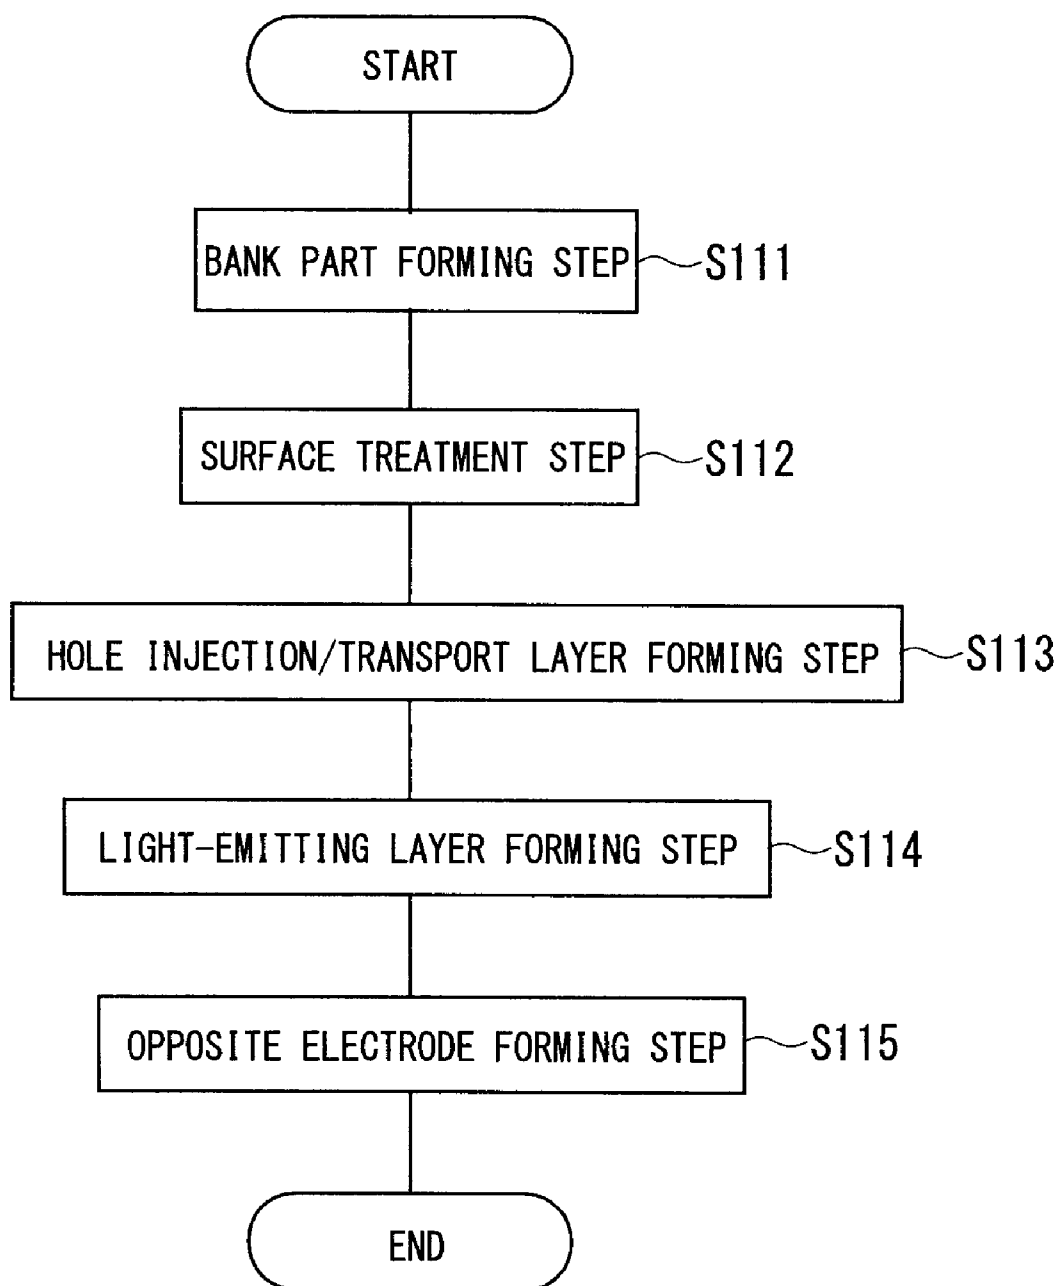 START
BANK PART FORMING STEP S111
SURFACE TREATMENT STEP S112
HOLE INJECTION/TRANSPORT LAYER FORMING STEP S113
LIGHT-EMITTING LAYER FORMING STEP S114
OPPOSITE ELECTRODE FORMING STEP S115
END